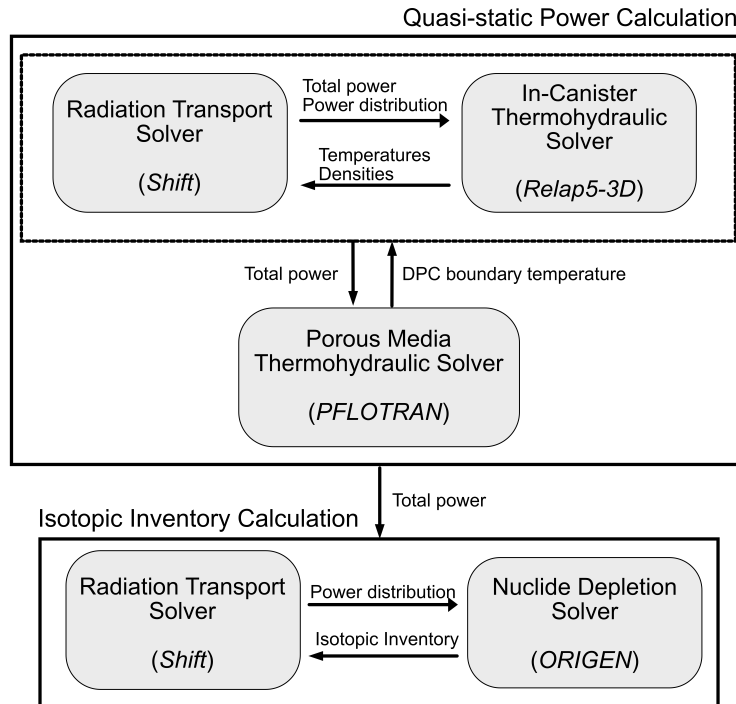 Quasi-static Power Calculation
Radiation Transport
Solver
(Shift)
Total power
Power distribution
Temperatures
Densities
In-Canister
Thermohydraulic
Solver
(Relap5-3D)
Total power
DPC boundary temperature
Porous Media
Thermohydraulic Solver
(PFLOTRAN)
Total power
Isotopic Inventory Calculation
Radiation Transport
Solver
(Shift)
Power distribution
Isotopic Inventory
Nuclide Depletion
Solver
(ORIGEN)